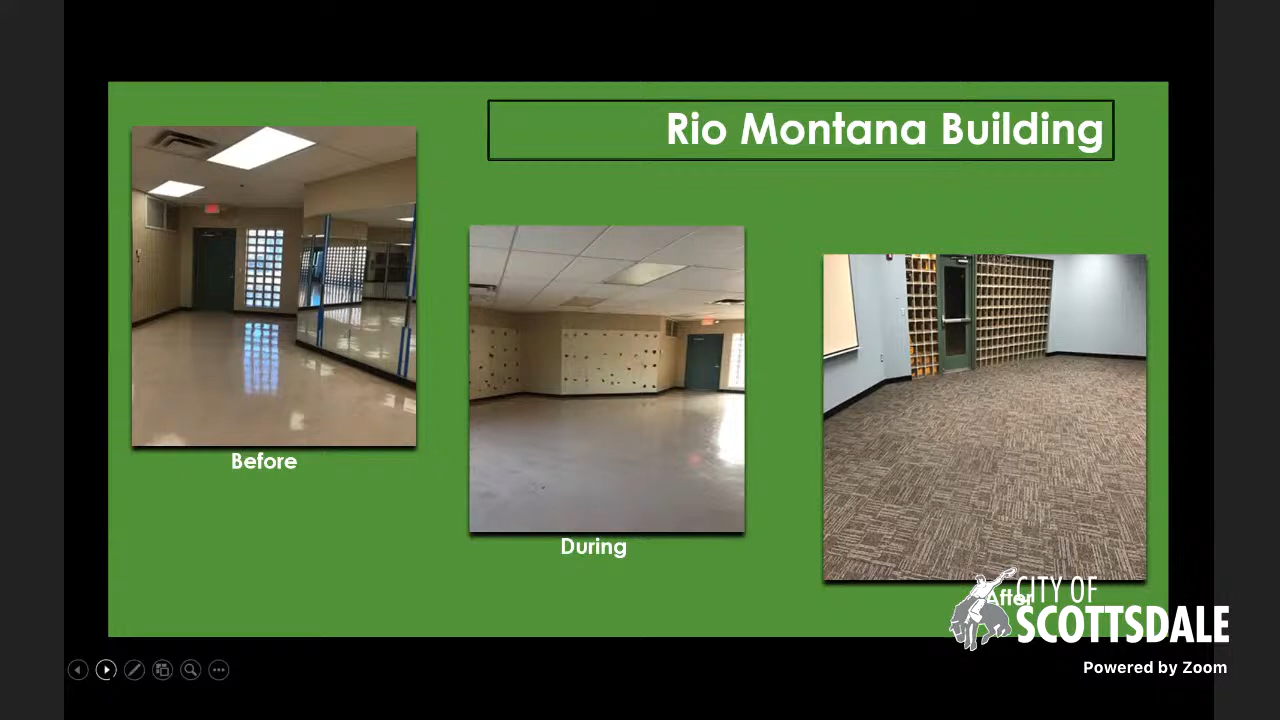 Rio Montana Building
Before
During
After
CITY OF
SCOTTSDALE
Powered by Zoom